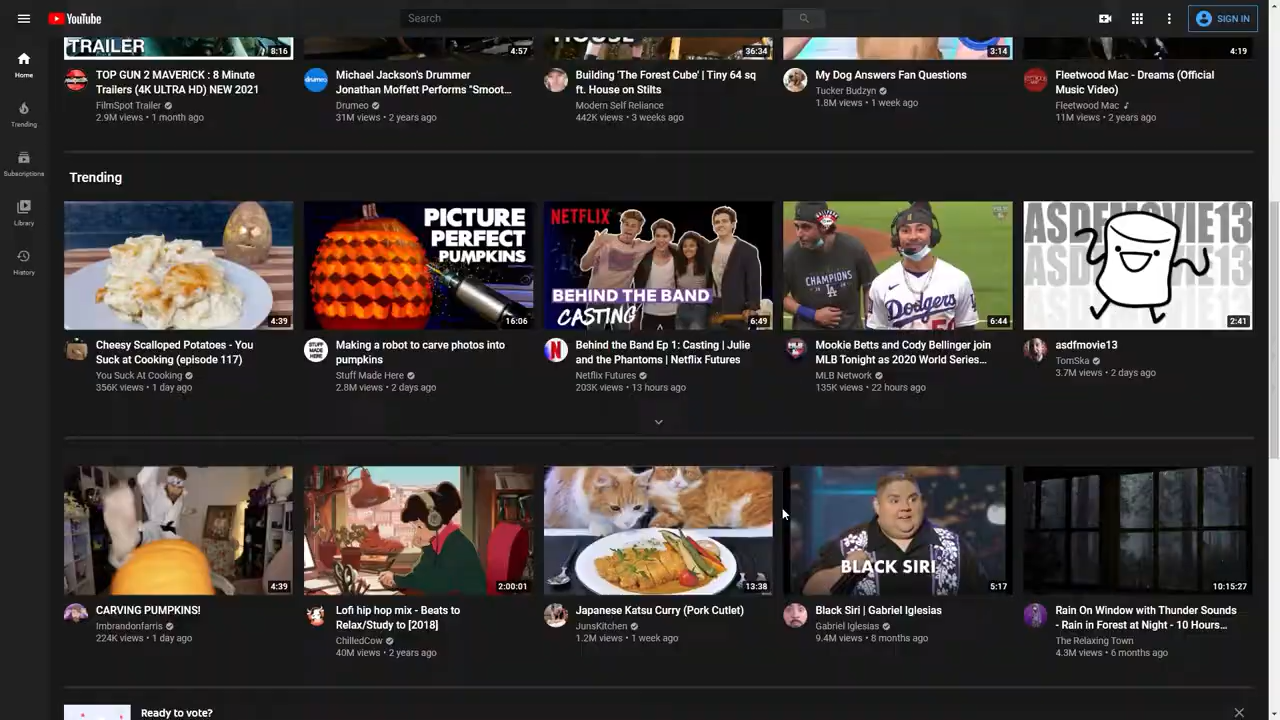 YouTube
Search
SIGN IN
Home
Trending
Subscriptions
Library
History
TRAILER
8:16
4:57
HOUSE
36:34
3:14
4:19
TOP GUN 2 MAVERICK : 8 Minute
Trailers (4K ULTRA HD) NEW 2021
FilmSpot Trailer
2.9M views • 1 month ago
drumeo
Michael Jackson's Drummer
Jonathan Moffett Performs "Smoot...
Drumeo
31M views • 2 years ago
Building 'The Forest Cube' | Tiny 64 sq
ft. House on Stilts
Modern Self Reliance
442K views • 3 weeks ago
My Dog Answers Fan Questions
Tucker Budzyn
1.8M views • 1 week ago
Fleetwood Mac - Dreams (Official
Music Video)
Fleetwood Mac
11M views • 2 years ago
Trending
4:39
PICTURE
PERFECT
PUMPKINS
16:06
NETFLIX
BEHIND THE BAND
CASTING
6:49
CHAMPIONS
LA
Dodgers
6:44
ASDFMOVIE13
2:41
Cheesy Scalloped Potatoes - You
Suck at Cooking (episode 117)
You Suck At Cooking
356K views • 1 day ago
STUFF
MADE
HERE
Making a robot to carve photos into
pumpkins
Stuff Made Here
2.8M views • 2 days ago
N
Behind the Band Ep 1: Casting | Julie
and the Phantoms | Netflix Futures
Netflix Futures
203K views • 13 hours ago
Mookie Betts and Cody Bellinger join
MLB Tonight as 2020 World Series...
MLB Network
135K views • 22 hours ago
asdfmovie13
TomSka
3.7M views • 2 days ago
4:39
2:00:01
13:38
BLACK SIRI
5:17
10:15:27
CARVING PUMPKINS!
Imbrandonfarris
224K views • 1 day ago
Lofi hip hop mix - Beats to
Relax/Study to [2018]
ChilledCow
40M views • 2 years ago
Japanese Katsu Curry (Pork Cutlet)
JunsKitchen
1.2M views • 1 week ago
Black Siri | Gabriel Iglesias
Gabriel Iglesias
9.4M views • 8 months ago
Rain On Window with Thunder Sounds
- Rain in Forest at Night - 10 Hours...
The Relaxing Town
4.3M views • 6 months ago
Ready to vote?